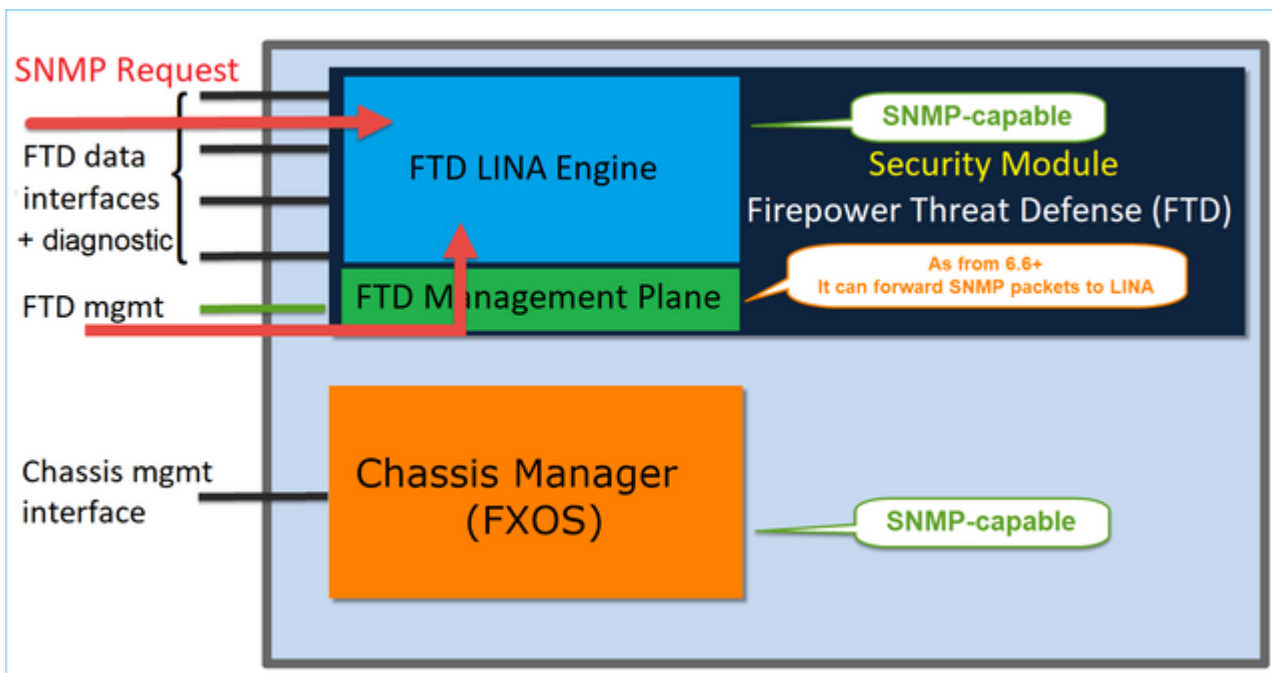 SNMP Request
FTD data
interfaces
+ diagnostic
FTD mgmt
FTD LINA Engine
FTD Management Plane
SNMP-capable
Security Module
Firepower Threat Defense (FTD)
As from 6.6+
It can forward SNMP packets to LINA
Chassis mgmt
interface
Chassis Manager
(FXOS)
SNMP-capable